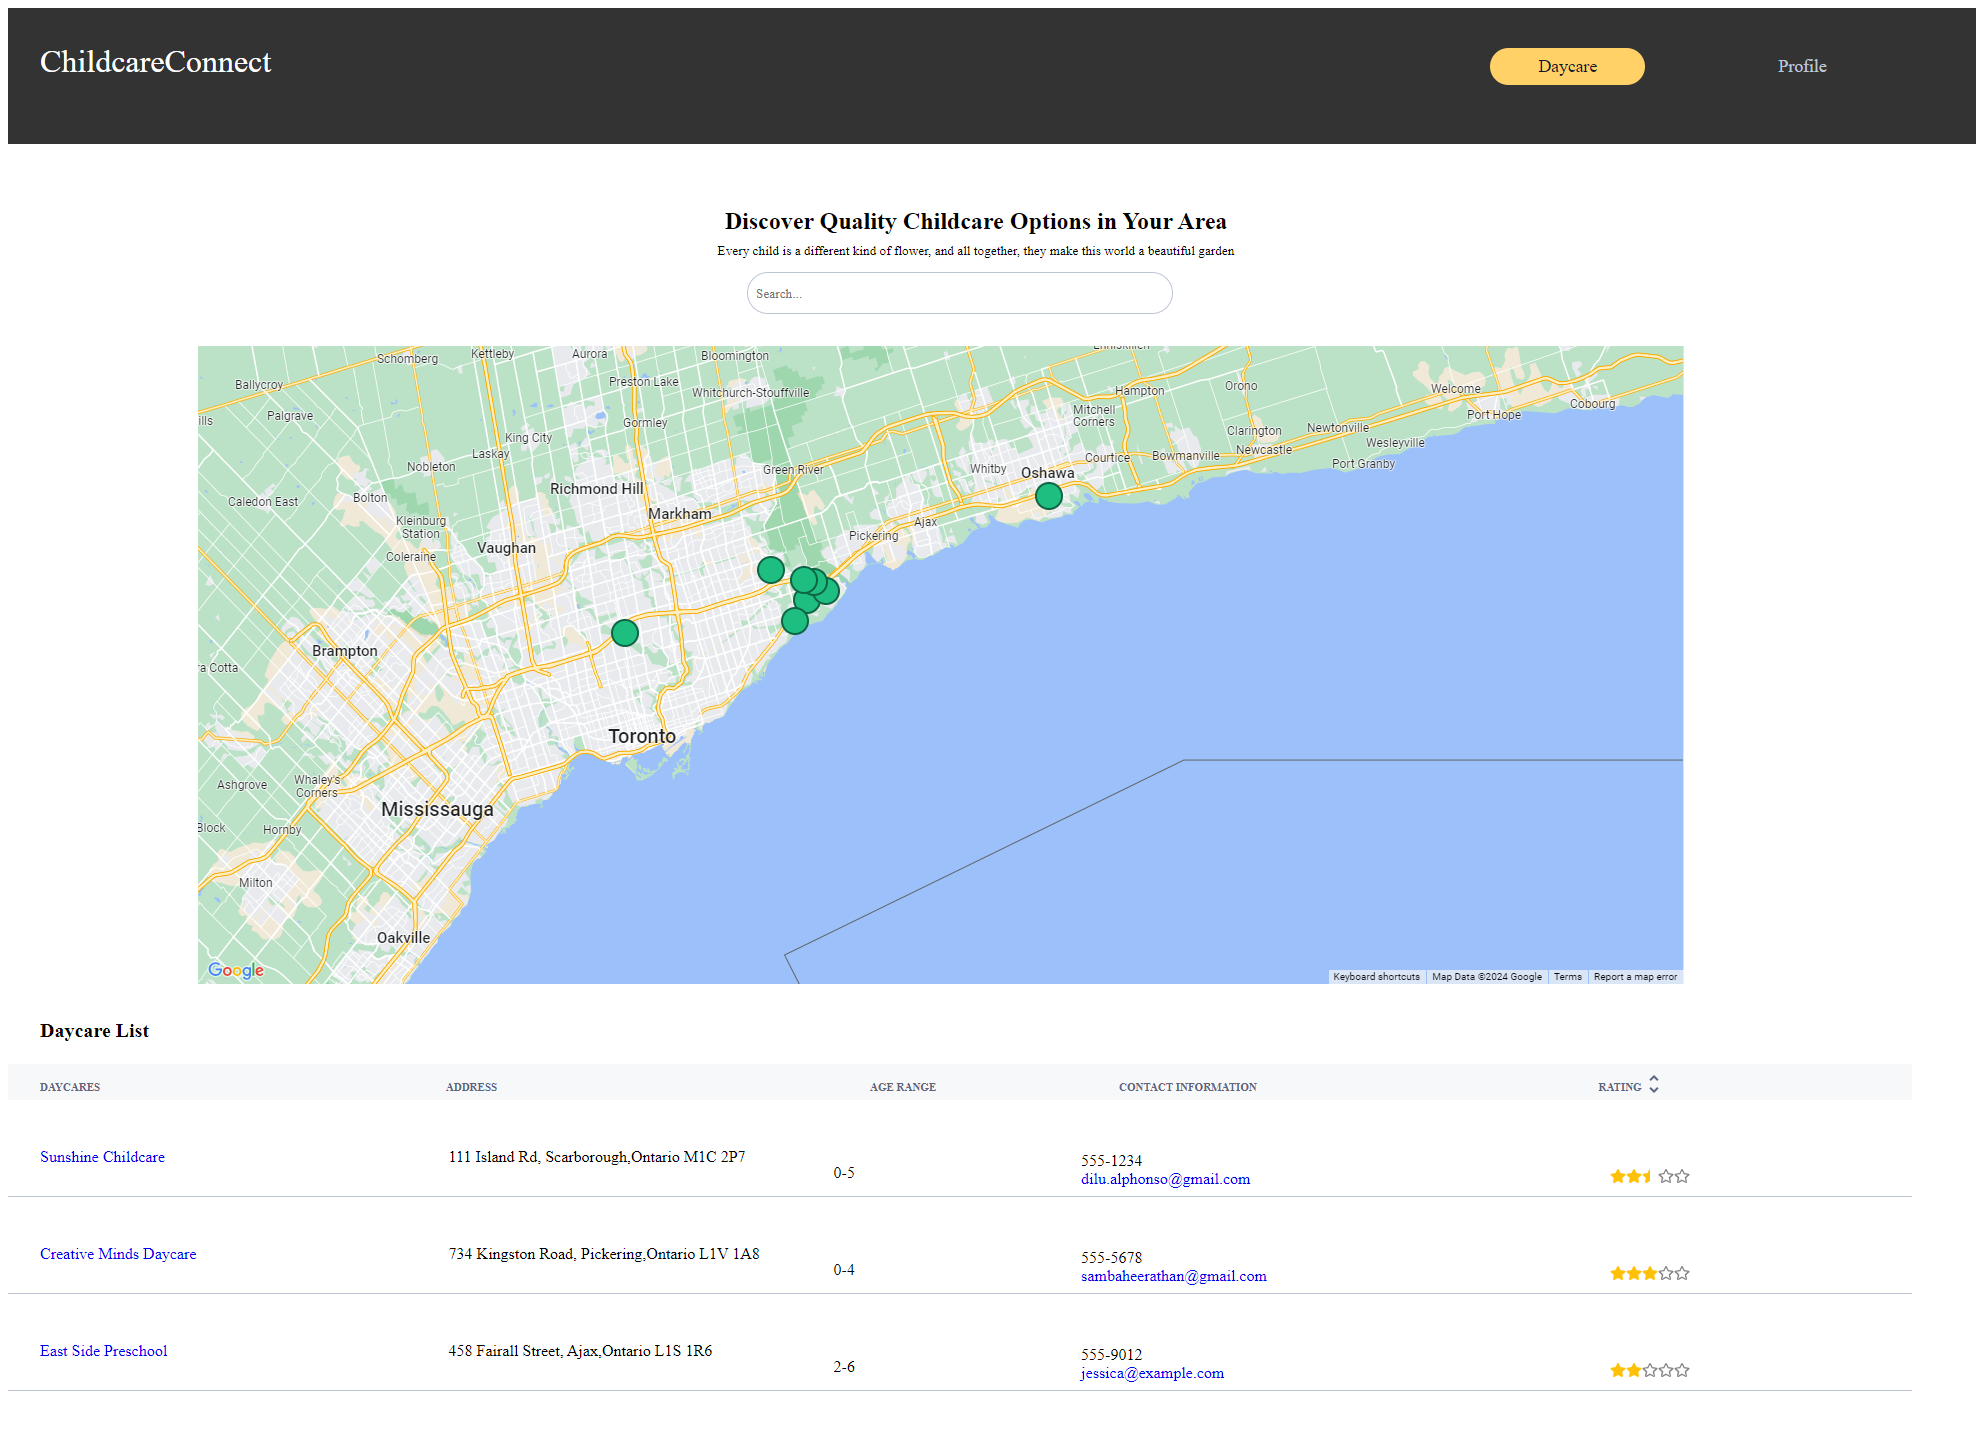 ChildcareConnect
Daycare
Profile
Discover Quality Childcare Options in Your Area
Every child is a different kind of flower, and all together, they make this world a beautiful garden
Search...
Schomberg
Kettleby
Aurora
Bloomington
Ballycroy
Preston Lake
Whitchurch-Stouffville
Hampton
Orono
Welcome
Cobourg
Palgrave
ills
Gormley
Mitchell
Corners
Port Hope
King City
Clarington
Newtonville
Wesleyville
Laskay
Nobleton
Green River
Whitby
Oshawa
Courtice
Bowmanville
Newcastle
Port Granby
Caledon East
Bolton
Richmond Hill
Markham
Kleinburg
Station
Ajax
Pickering
Coleraine
Vaughan
Brampton
ra Cotta
Toronto
Ashgrove
Whaley's
Corners
Mississauga
Block
Hornby
Milton
Oakville
Google
Keyboard shortcuts
Map Data ©2024 Google
Terms
Report a map error
Daycare List
DAYCARES
ADDRESS
AGE RANGE
CONTACT INFORMATION
RATING
Sunshine Childcare
111 Island Rd, Scarborough,Ontario M1C 2P7
0-5
555-1234
dilu.alphonso@gmail.com
Creative Minds Daycare
734 Kingston Road, Pickering,Ontario L1V 1A8
0-4
555-5678
sambaheerathan@gmail.com
East Side Preschool
458 Fairall Street, Ajax,Ontario L1S 1R6
2-6
555-9012
jessica@example.com